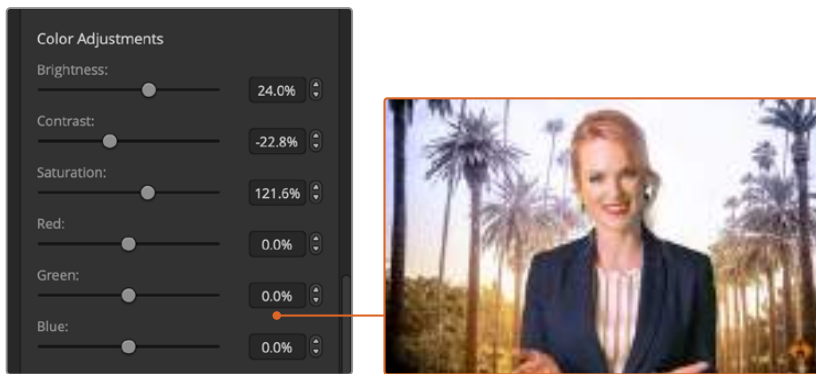 Color Adjustments
Brightness:
24.0%
Contrast:
-22.8%
Saturation:
121.6%
Red:
0.0%
Green:
0.0%
Blue:
0.0%